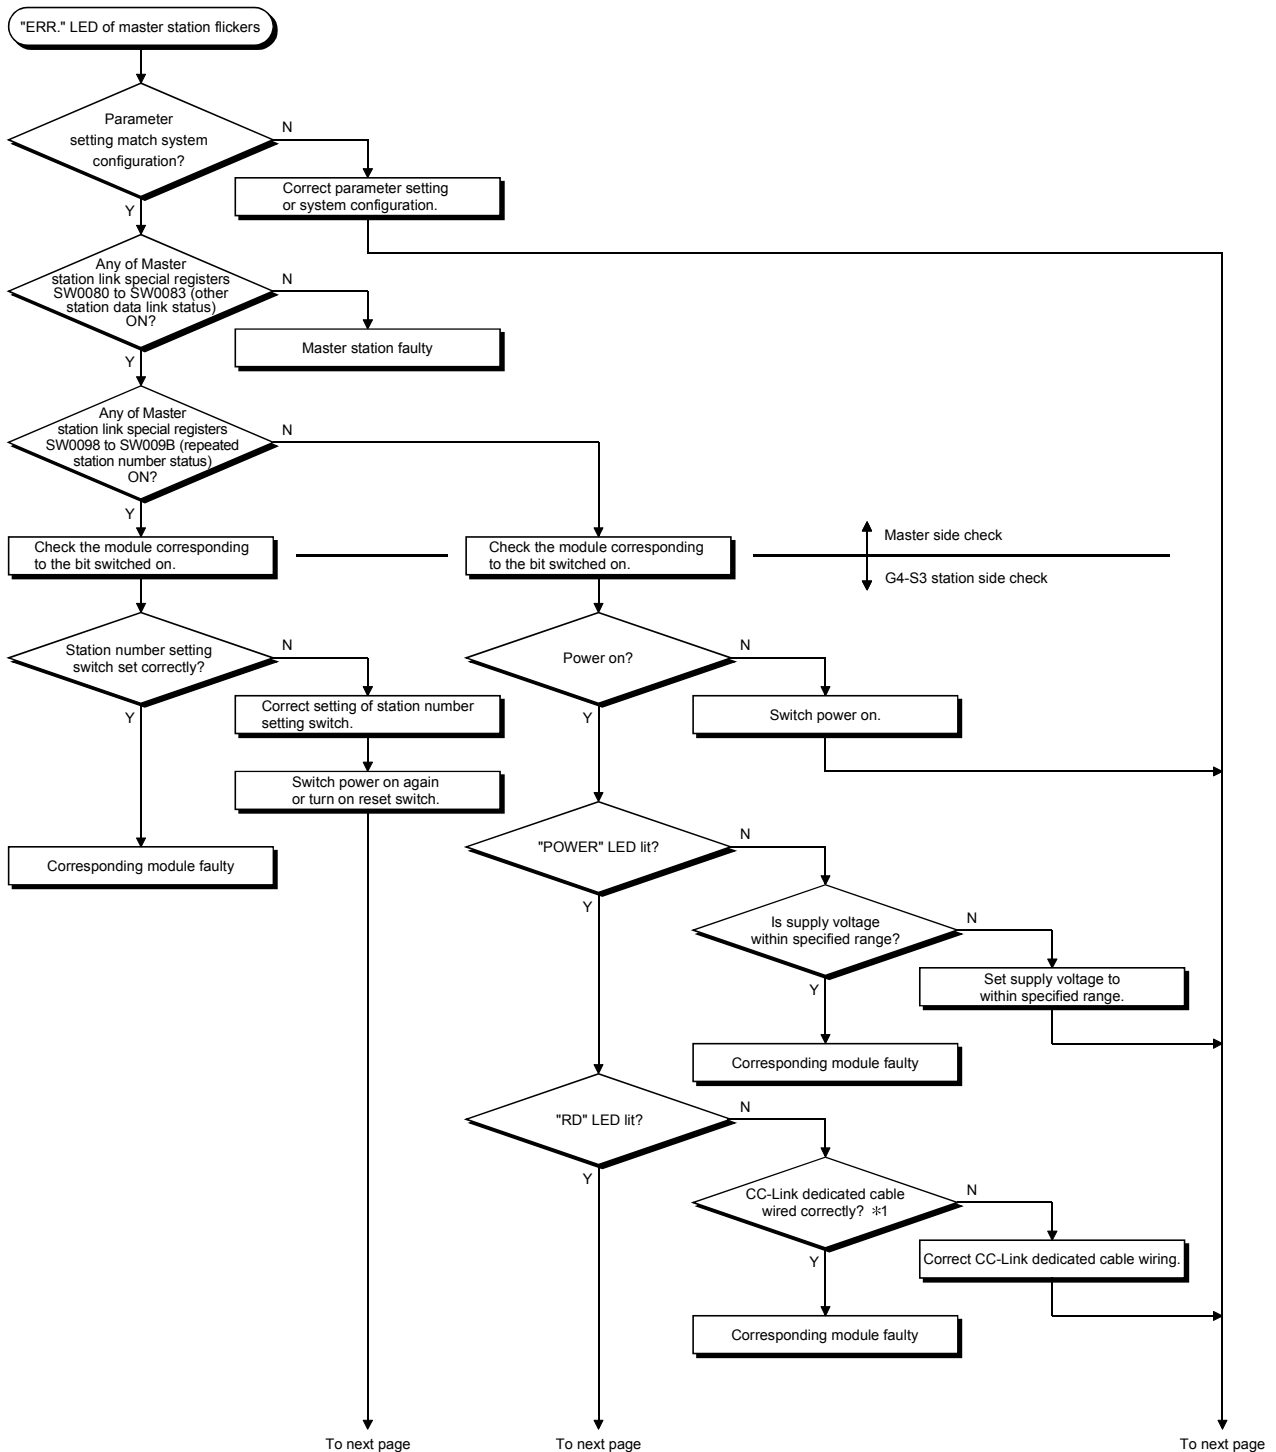 "ERR." LED of master station flickers
Parameter
setting match system
configuration?
N
Y
Correct parameter setting
or system configuration.
Any of Master
station link special registers
SW0080 to SW0083 (other
station data link status)
ON?
N
Y
Master station faulty
Any of Master
station link special registers
SW0098 to SW009B (repeated
station number status)
ON?
N
Y
Check the module corresponding
to the bit switched on.
Check the module corresponding
to the bit switched on.
Master side check
G4-S3 station side check
Station number setting
switch set correctly?
N
Y
Correct setting of station number
setting switch.
Switch power on again
or turn on reset switch.
Corresponding module faulty
Power on?
N
Y
Switch power on.
"POWER" LED lit?
N
Y
Is supply voltage
within specified range?
N
Y
Set supply voltage to
within specified range.
Corresponding module faulty
"RD" LED lit?
N
Y
CC-Link dedicated cable
wired correctly? *1
N
Y
Correct CC-Link dedicated cable wiring.
Corresponding module faulty
To next page
To next page
To next page